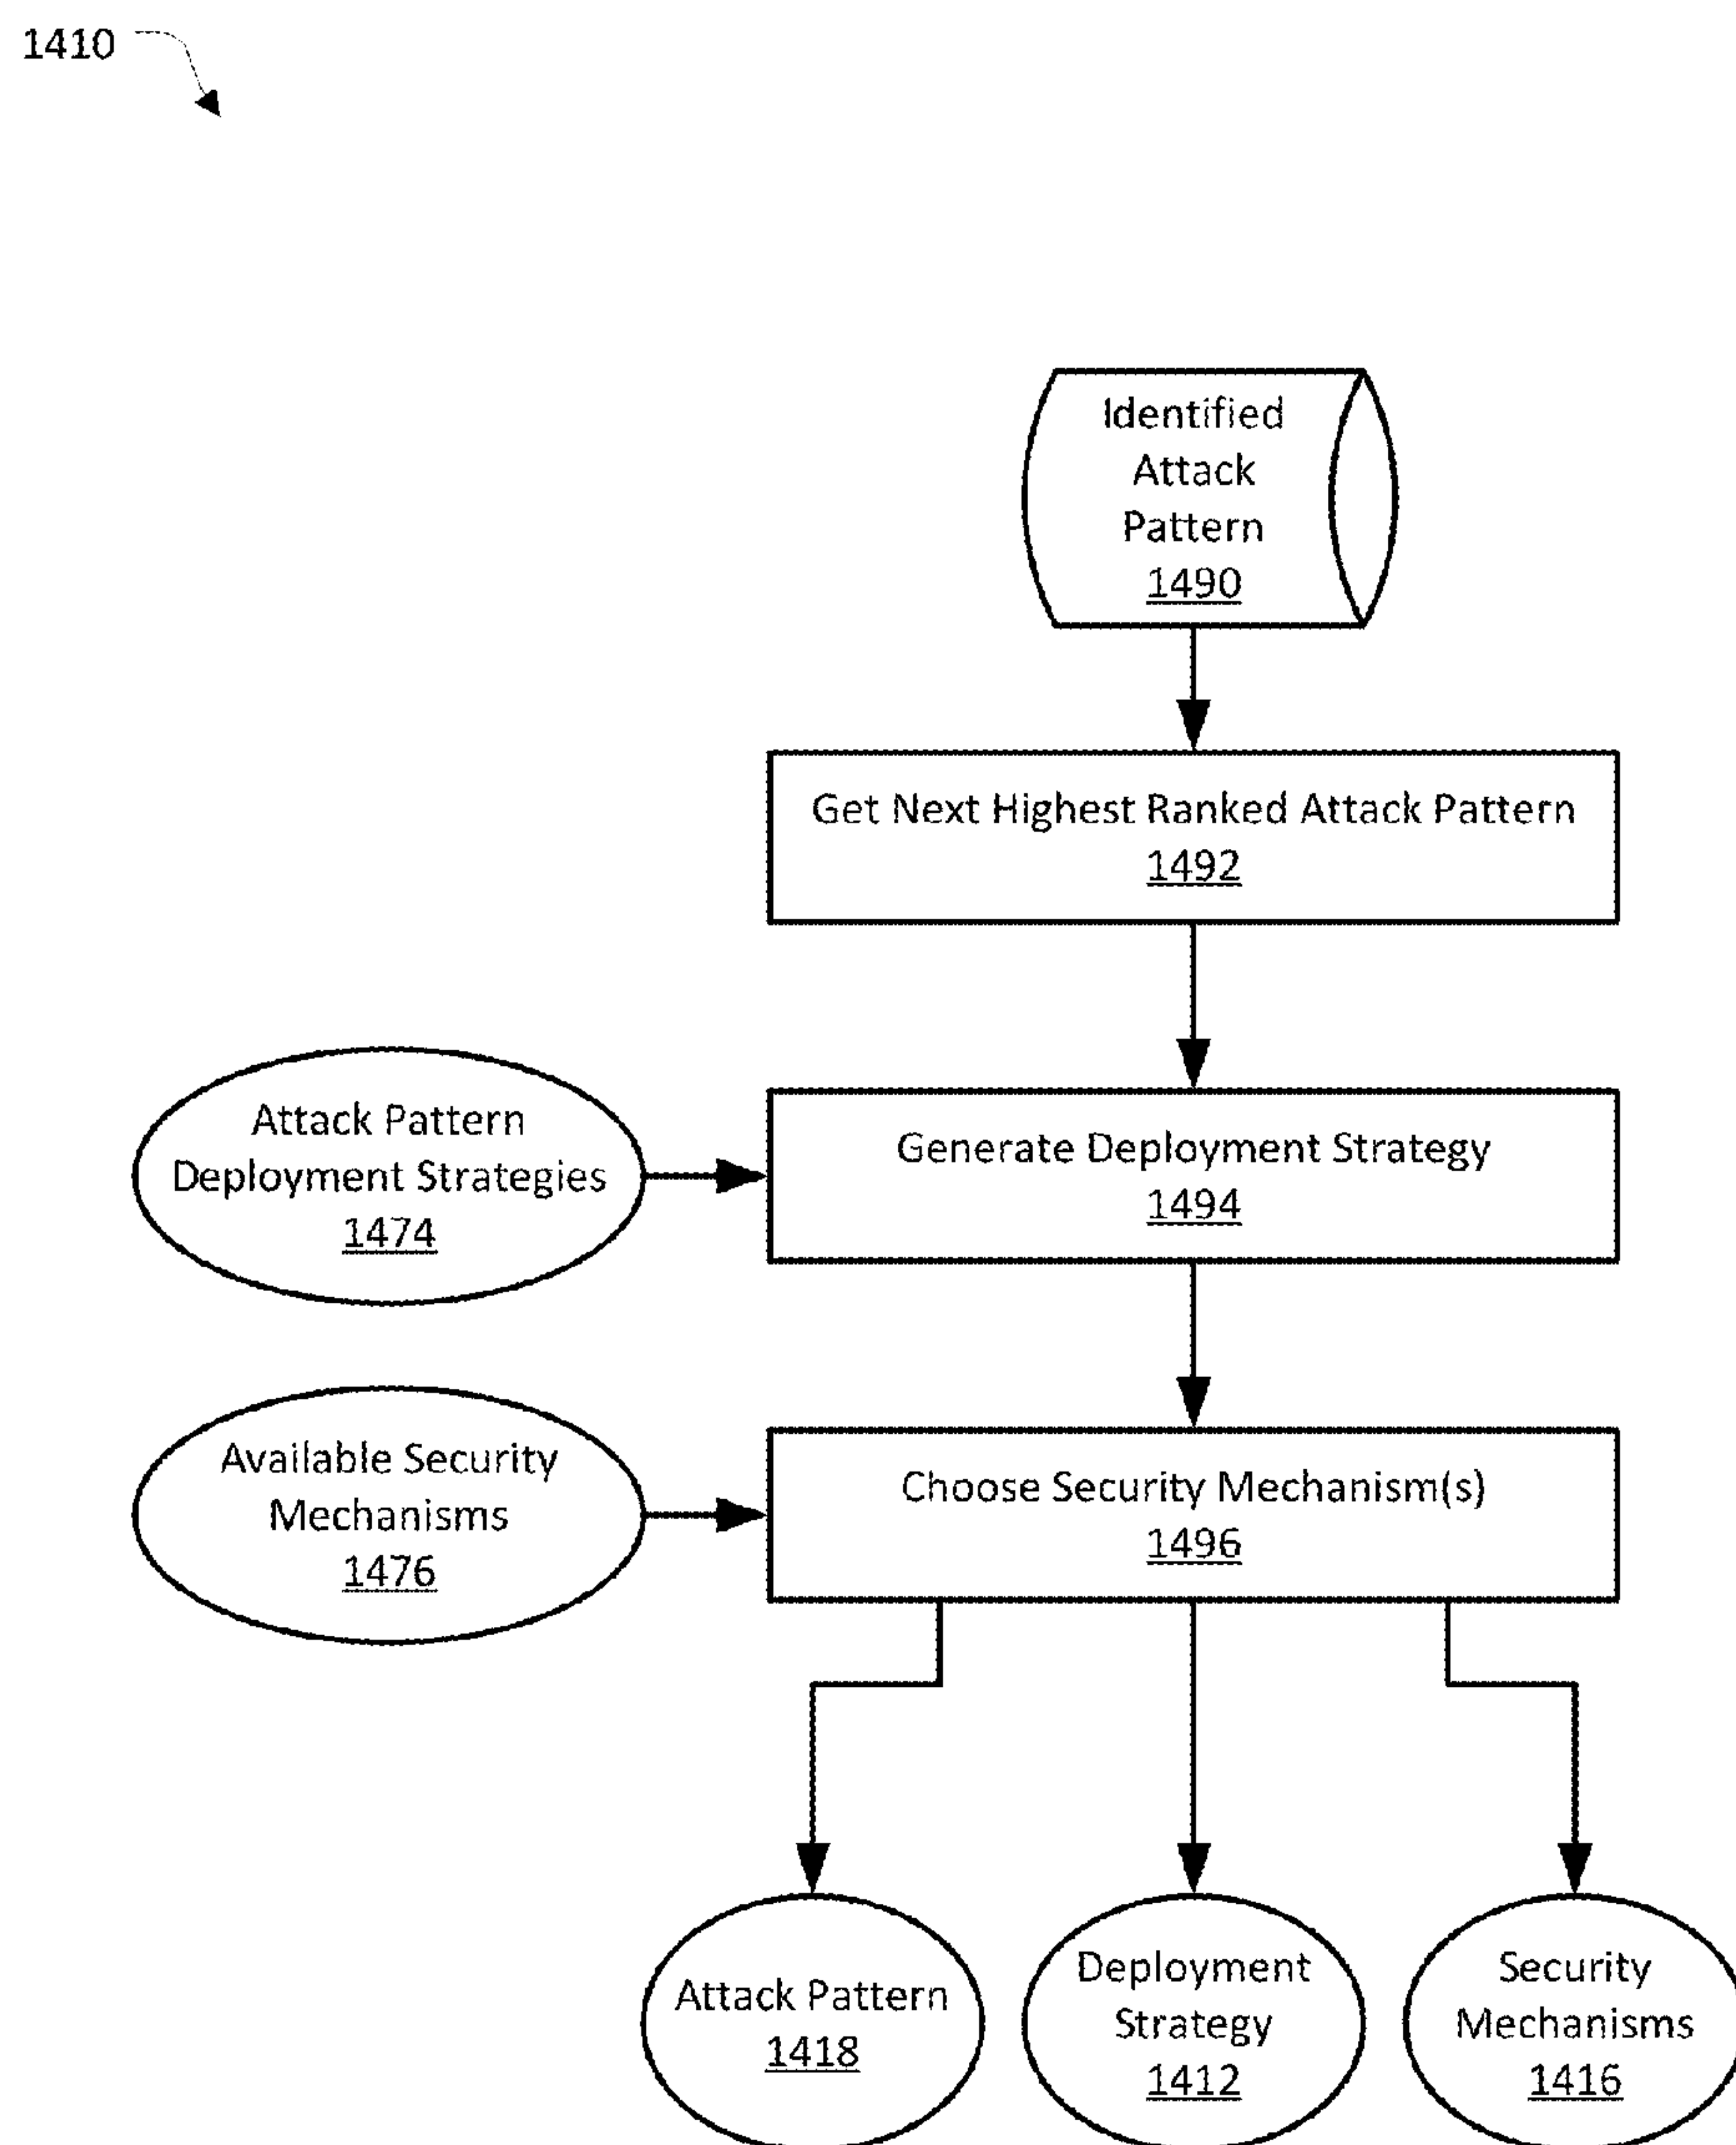 1410
Identified
Attack
Pattern
1490
Get Next Highest Ranked Attack Pattern
1492
Attack Pattern
Deployment Strategies
1474
Generate Deployment Strategy
1494
Available Security
Mechanisms
1476
Choose Security Mechanism(s)
1496
Attack Pattern
1418
Deployment
Strategy
1412
Security
Mechanisms
1416